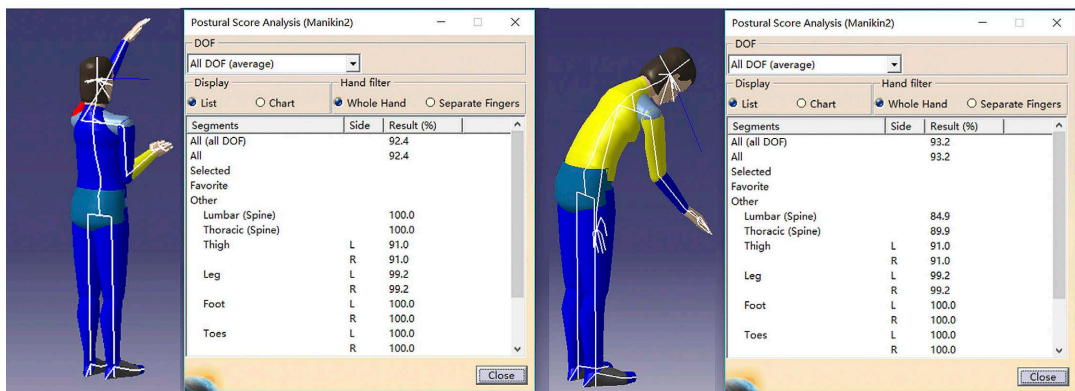 Postural Score Analysis (Manikin2)
DOF
All DOF (average)
Display
Hand filter
List Chart Whole Hand Separate Fingers
Segments Side Result (%)
All (all DOF) 92.4
All 92.4
Selected
Favorite
Other
Lumbar (Spine) 100.0
Thoracic (Spine) 100.0
Thigh L 91.0
R 91.0
Leg L 99.2
R 99.2
Foot L 100.0
R 100.0
Toes L 100.0
R 100.0
Close
Postural Score Analysis (Manikin2)
DOF
All DOF (average)
Display
Hand filter
List Chart Whole Hand Separate Fingers
Segments Side Result (%)
All (all DOF) 93.2
All 93.2
Selected
Favorite
Other
Lumbar (Spine) 84.9
Thoracic (Spine) 89.9
Thigh L 91.0
R 91.0
Leg L 99.2
R 99.2
Foot L 100.0
R 100.0
Toes L 100.0
R 100.0
Close